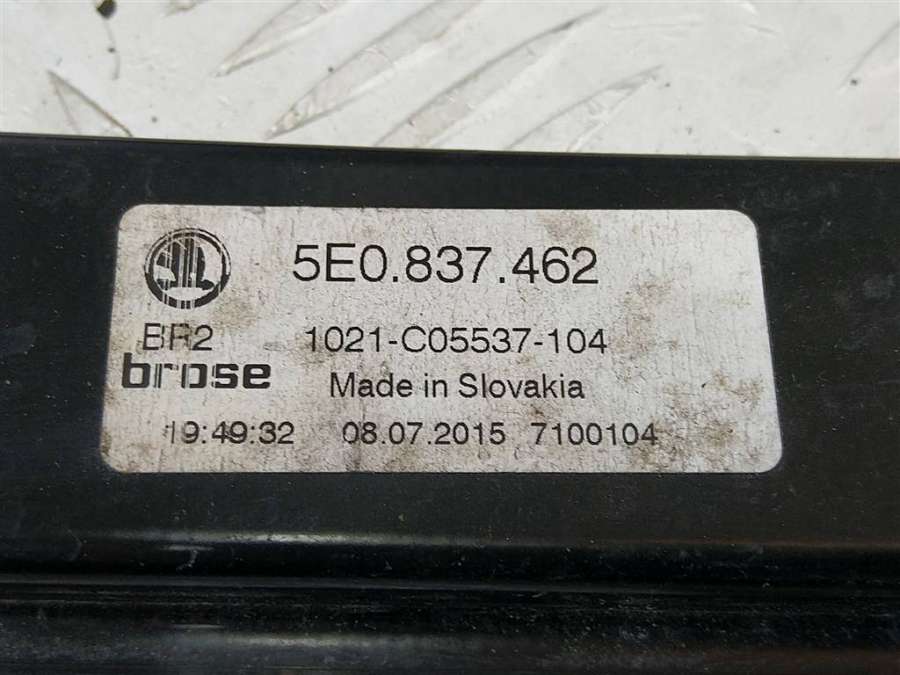 5E0.837.462
BR2 1021-C05537-104
brose Made in Slovakia
19:49:32 08.07.2015 7100104